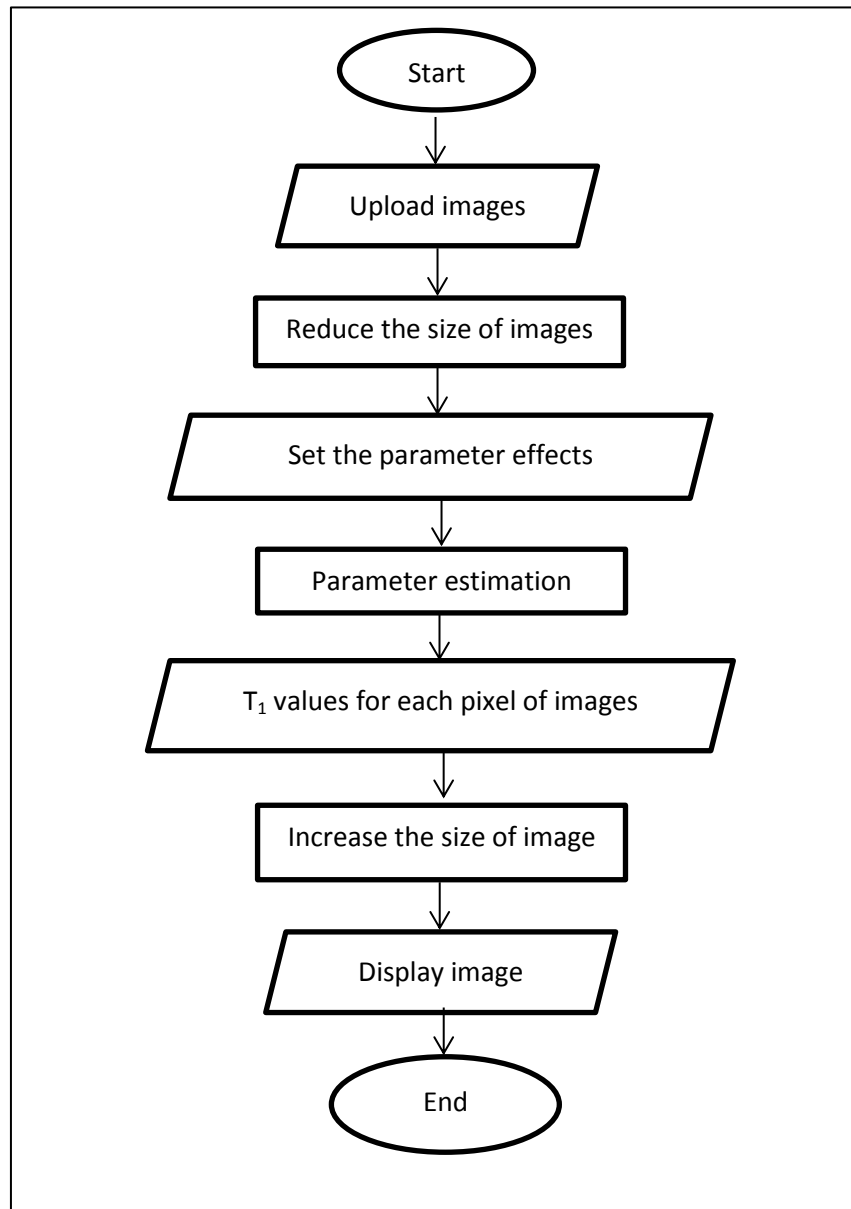 Start
Upload images
Reduce the size of images
Set the parameter effects
Parameter estimation
T₁ values for each pixel of images
Increase the size of image
Display image
End